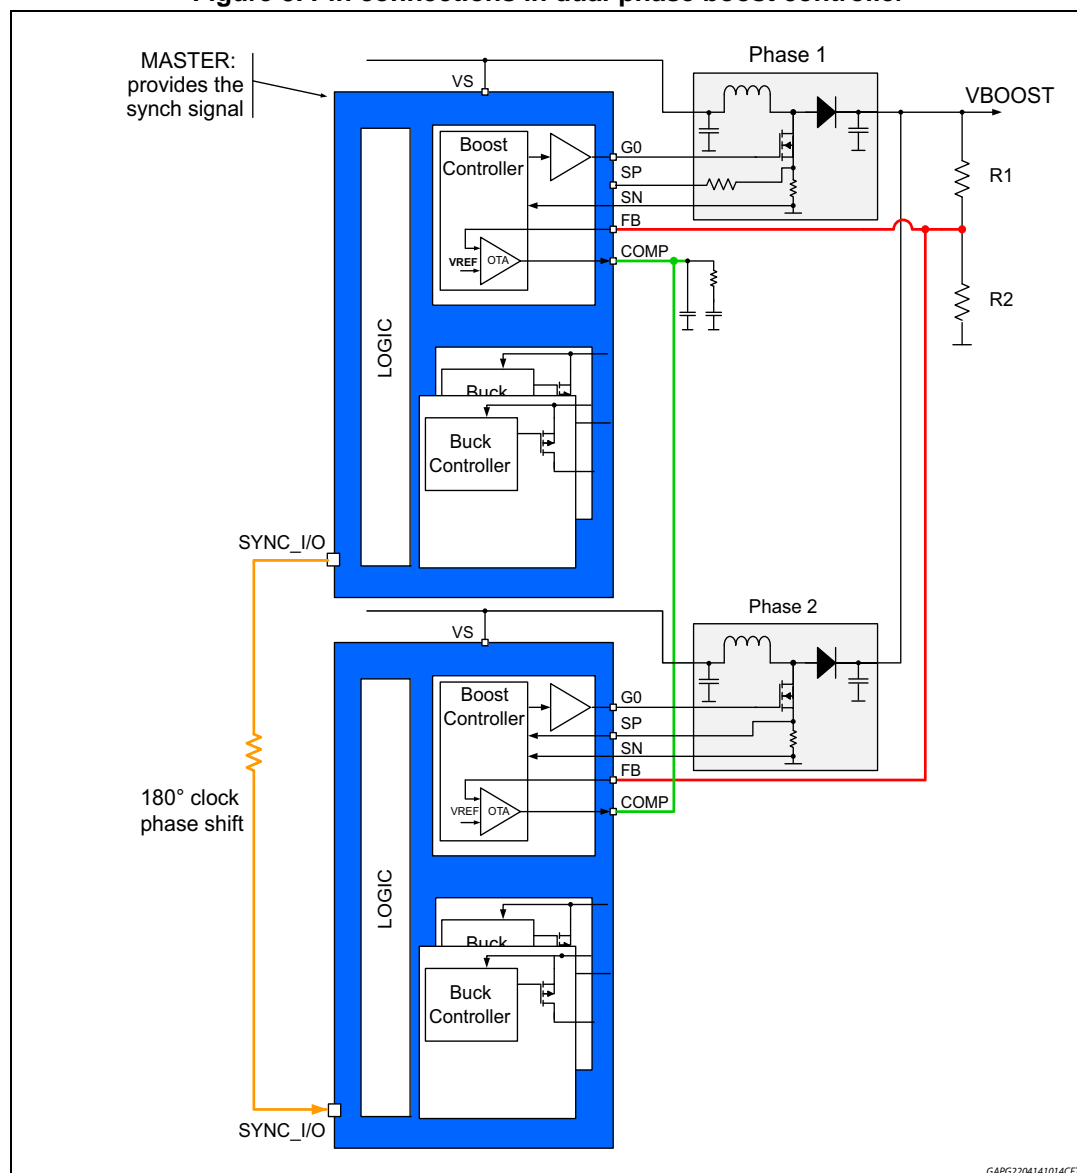 MASTER:
provides the
synch signal
VS
Phase 1
VBOOST
Boost
Controller
G0
SP
SN
FB
COMP
VREF
OTA
R1
R2
LOGIC
Buck
Buck
Controller
SYNC_I/O
VS
Phase 2
Boost
Controller
G0
SP
SN
FB
COMP
VREF
OTA
180° clock
phase shift
LOGIC
Buck
Buck
Controller
SYNC_I/O